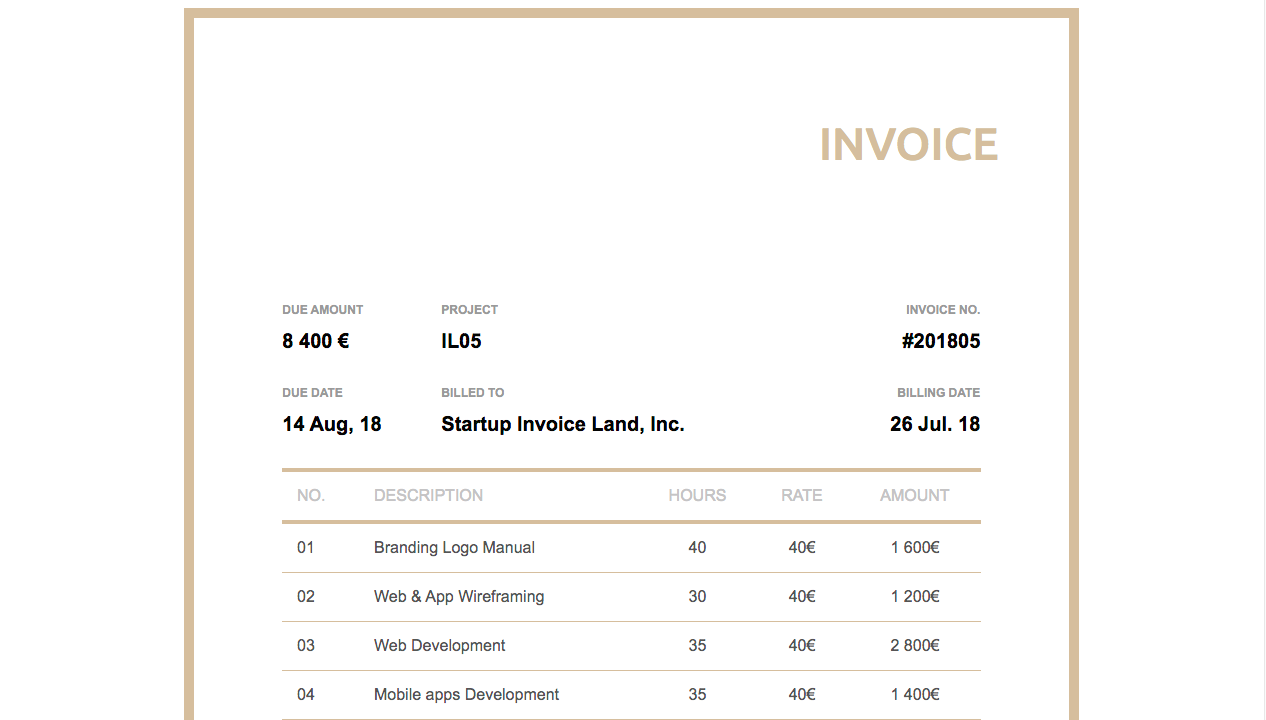 INVOICE
DUE AMOUNT PROJECT INVOICE NO.
8 400 € IL05 #201805
DUE DATE BILLED TO BILLING DATE
14 Aug, 18 Startup Invoice Land, Inc. 26 Jul. 18
NO. DESCRIPTION HOURS RATE AMOUNT
01 Branding Logo Manual 40 40€ 1 600€
02 Web & App Wireframing 30 40€ 1 200€
03 Web Development 35 40€ 2 800€
04 Mobile apps Development 35 40€ 1 400€